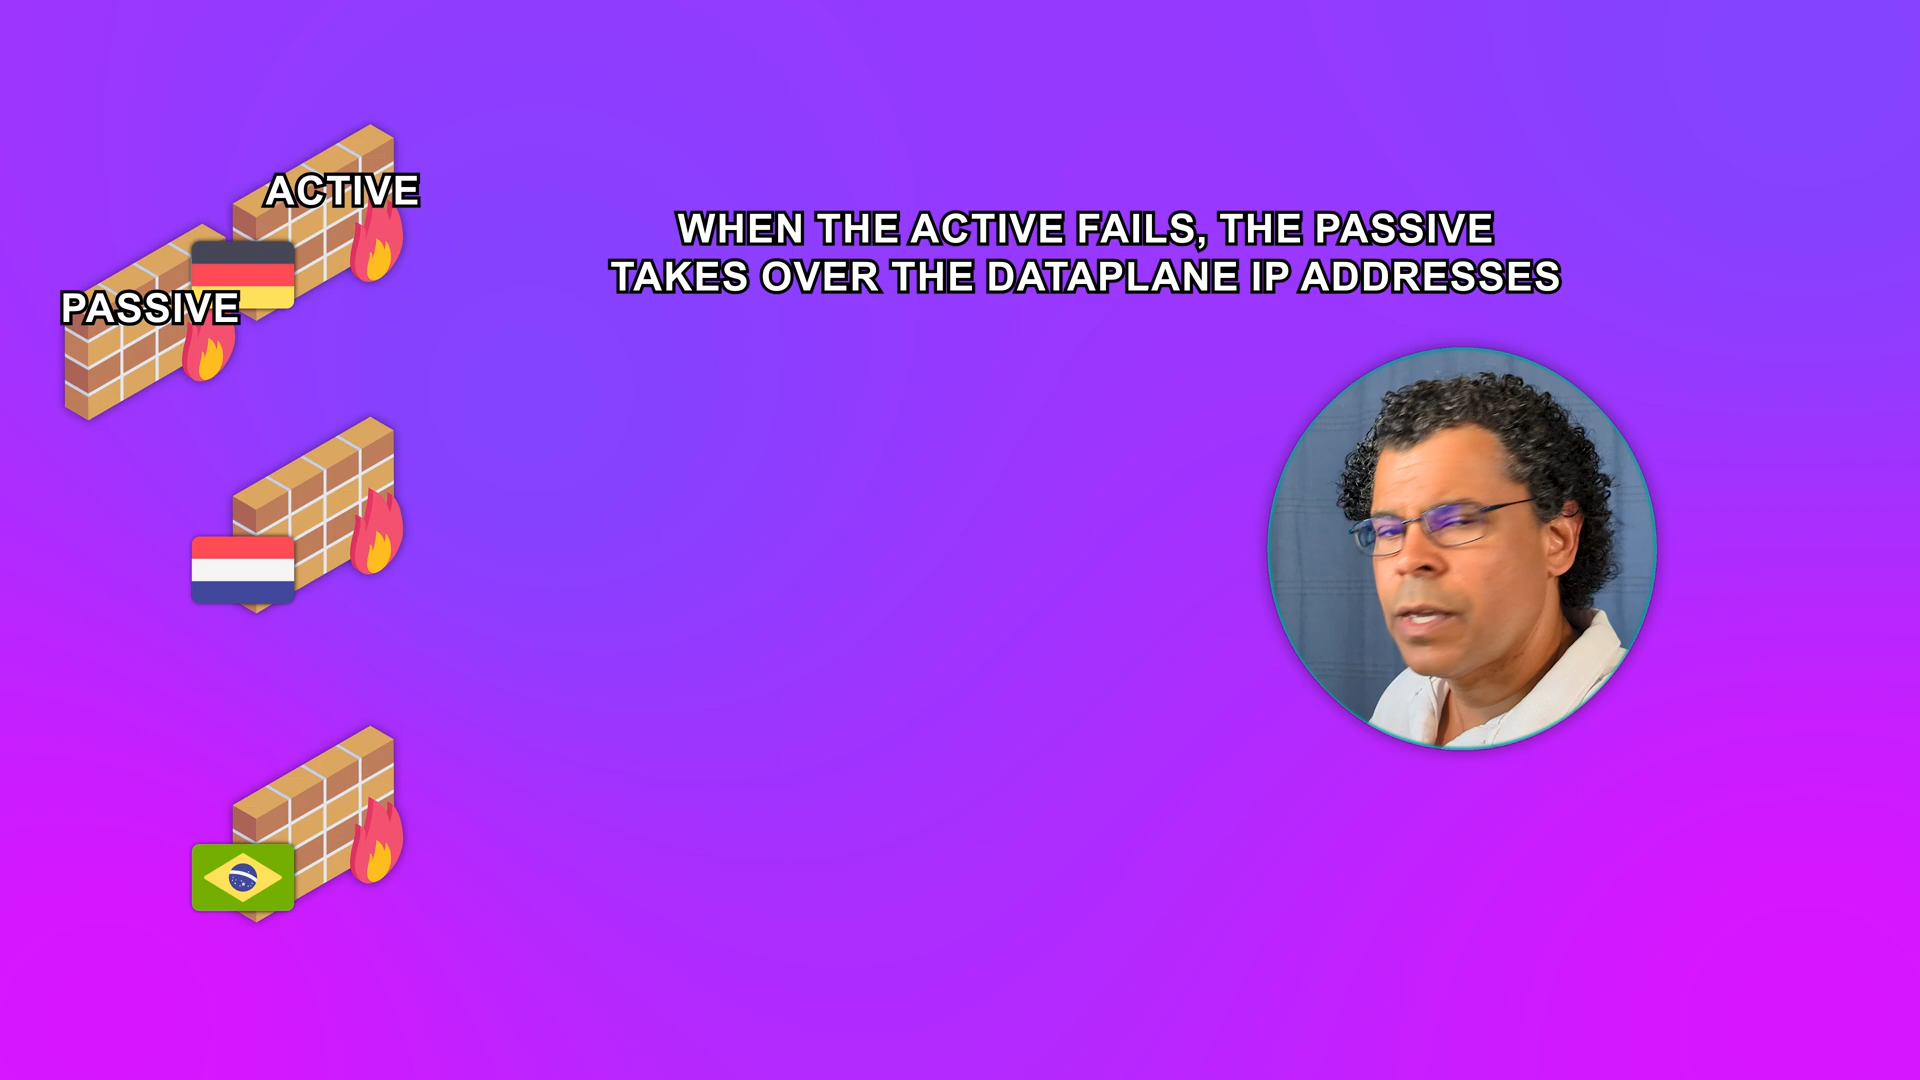 ACTIVE
PASSIVE
WHEN THE ACTIVE FAILS, THE PASSIVE
TAKES OVER THE DATAPLANE IP ADDRESSES